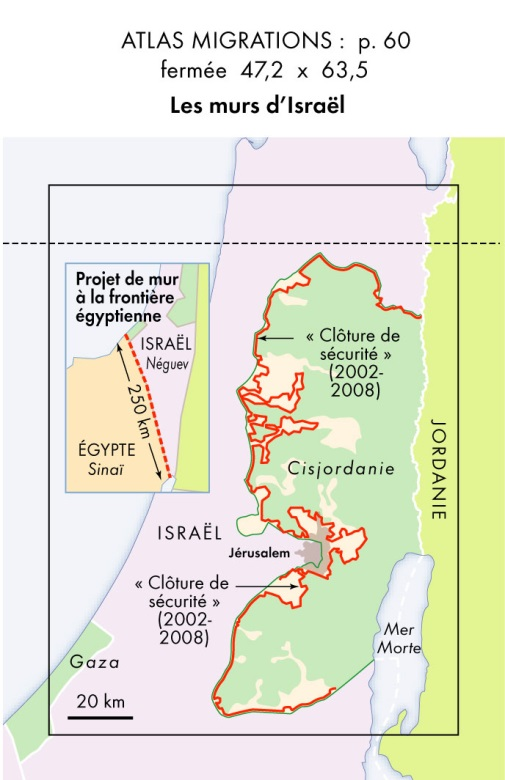 ATLAS MIGRATIONS : p. 60
fermée 47,2 x 63,5
Les murs d’Israël
Projet de mur
à la frontière
égyptienne
ISRAËL
Néguev
250 km
ÉGYPTE
Sinaï
« Clôture de
sécurité »
(2002-
2008)
JORDANIE
Cisjordanie
ISRAËL
Jérusalem
« Clôture de
sécurité »
(2002-
2008)
Mer
Morte
Gaza
20 km